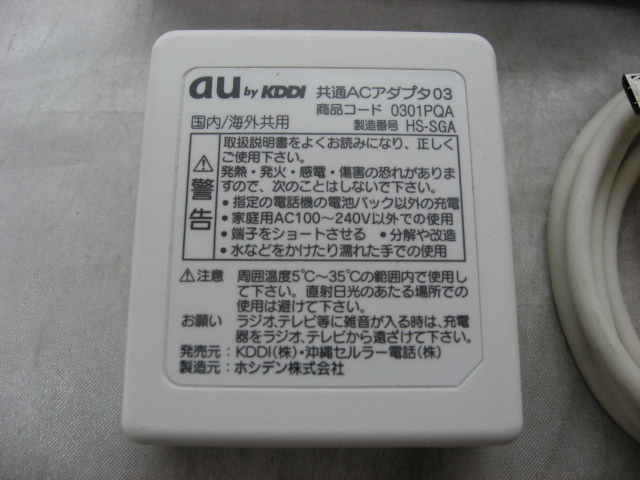 au by KDDI 共通ACアダプタ03
商品コード 0301PQA
国内/海外共用 製造番号 HS-SGA
警告
取扱説明書をよくお読みになり、正しく
ご使用下さい。
発熱・発火・感電・傷害の恐れがあり
ますので、次のことはしないで下さい。
・指定の電話機の電池パック以外の充電
・家庭用AC100～240V以外での使用
・端子をショートさせる ・分解や改造
・水などをかけたり濡れた手での使用
注意 周囲温度5℃～35℃の範囲内で使用し
て下さい。直射日光のあたる場所での
使用は避けて下さい。
お願い ラジオ、テレビ等に雑音が入る時は、充電
器をラジオ、テレビから遠ざけて下さい。
発売元：KDDI(株)・沖縄セルラー電話(株)
製造元：ホシデン株式会社